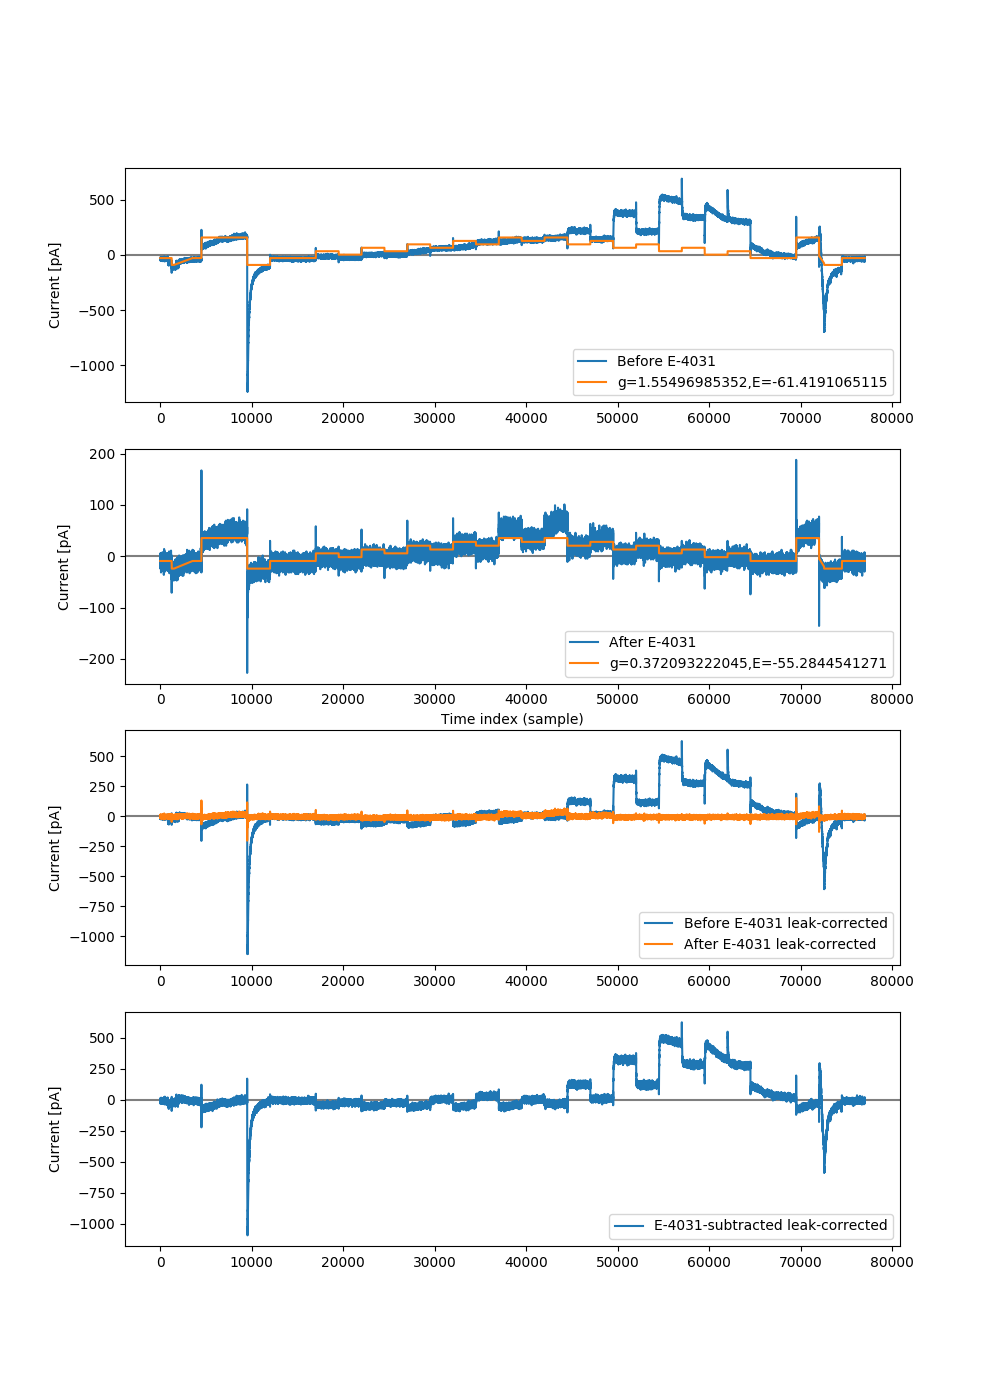 500
0
−500
−1000
Current [pA]
Before E-4031
g=1.55496985352,E=-61.4191065115
0 10000 20000 30000 40000 50000 60000 70000 80000
200
100
0
−100
−200
Current [pA]
After E-4031
g=0.372093222045,E=-55.2844541271
0 10000 20000 30000 40000 50000 60000 70000 80000
Time index (sample)
500
250
0
−250
−500
−750
−1000
Current [pA]
Before E-4031 leak-corrected
After E-4031 leak-corrected
0 10000 20000 30000 40000 50000 60000 70000 80000
500
250
0
−250
−500
−750
−1000
Current [pA]
E-4031-subtracted leak-corrected
0 10000 20000 30000 40000 50000 60000 70000 80000